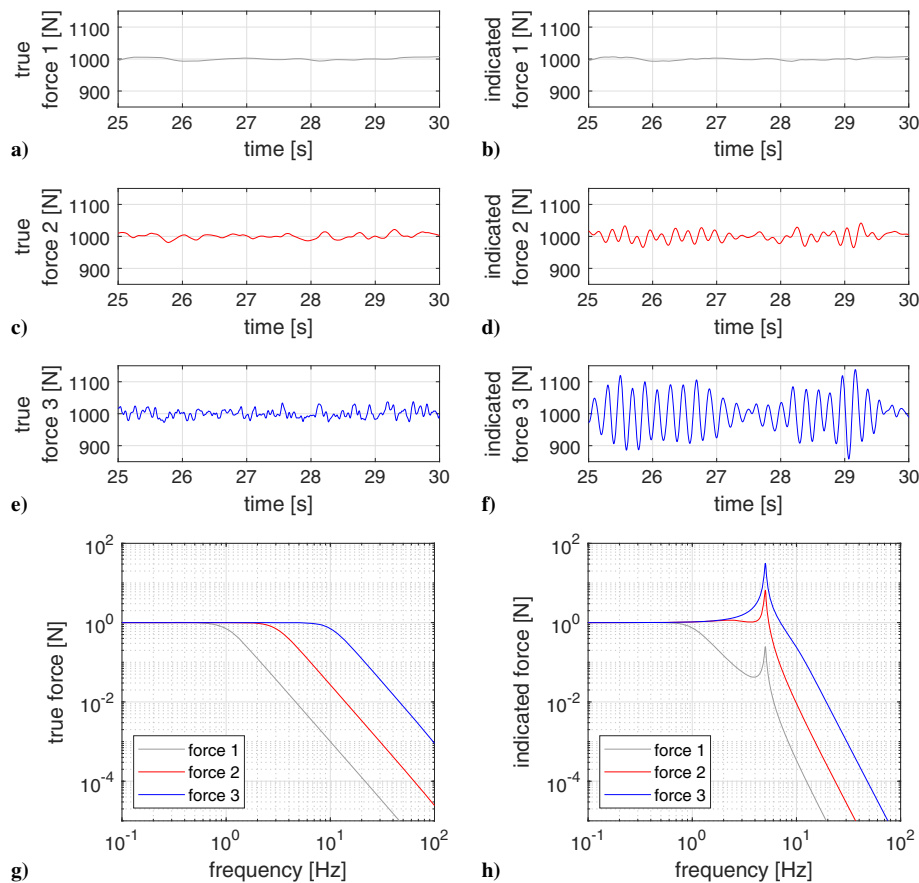 true force 1 [N]
1100
1000
900
25 26 27 28 29 30
time [s]
a)
indicated force 1 [N]
1100
1000
900
25 26 27 28 29 30
time [s]
b)
true force 2 [N]
1100
1000
900
25 26 27 28 29 30
time [s]
c)
indicated force 2 [N]
1100
1000
900
25 26 27 28 29 30
time [s]
d)
true force 3 [N]
1100
1000
900
25 26 27 28 29 30
time [s]
e)
indicated force 3 [N]
1100
1000
900
25 26 27 28 29 30
time [s]
f)
true force [N]
10^2
10^0
10^-2
10^-4
force 1
force 2
force 3
10^-1 10^0 10^1 10^2
frequency [Hz]
g)
indicated force [N]
10^2
10^0
10^-2
10^-4
force 1
force 2
force 3
10^-1 10^0 10^1 10^2
frequency [Hz]
h)